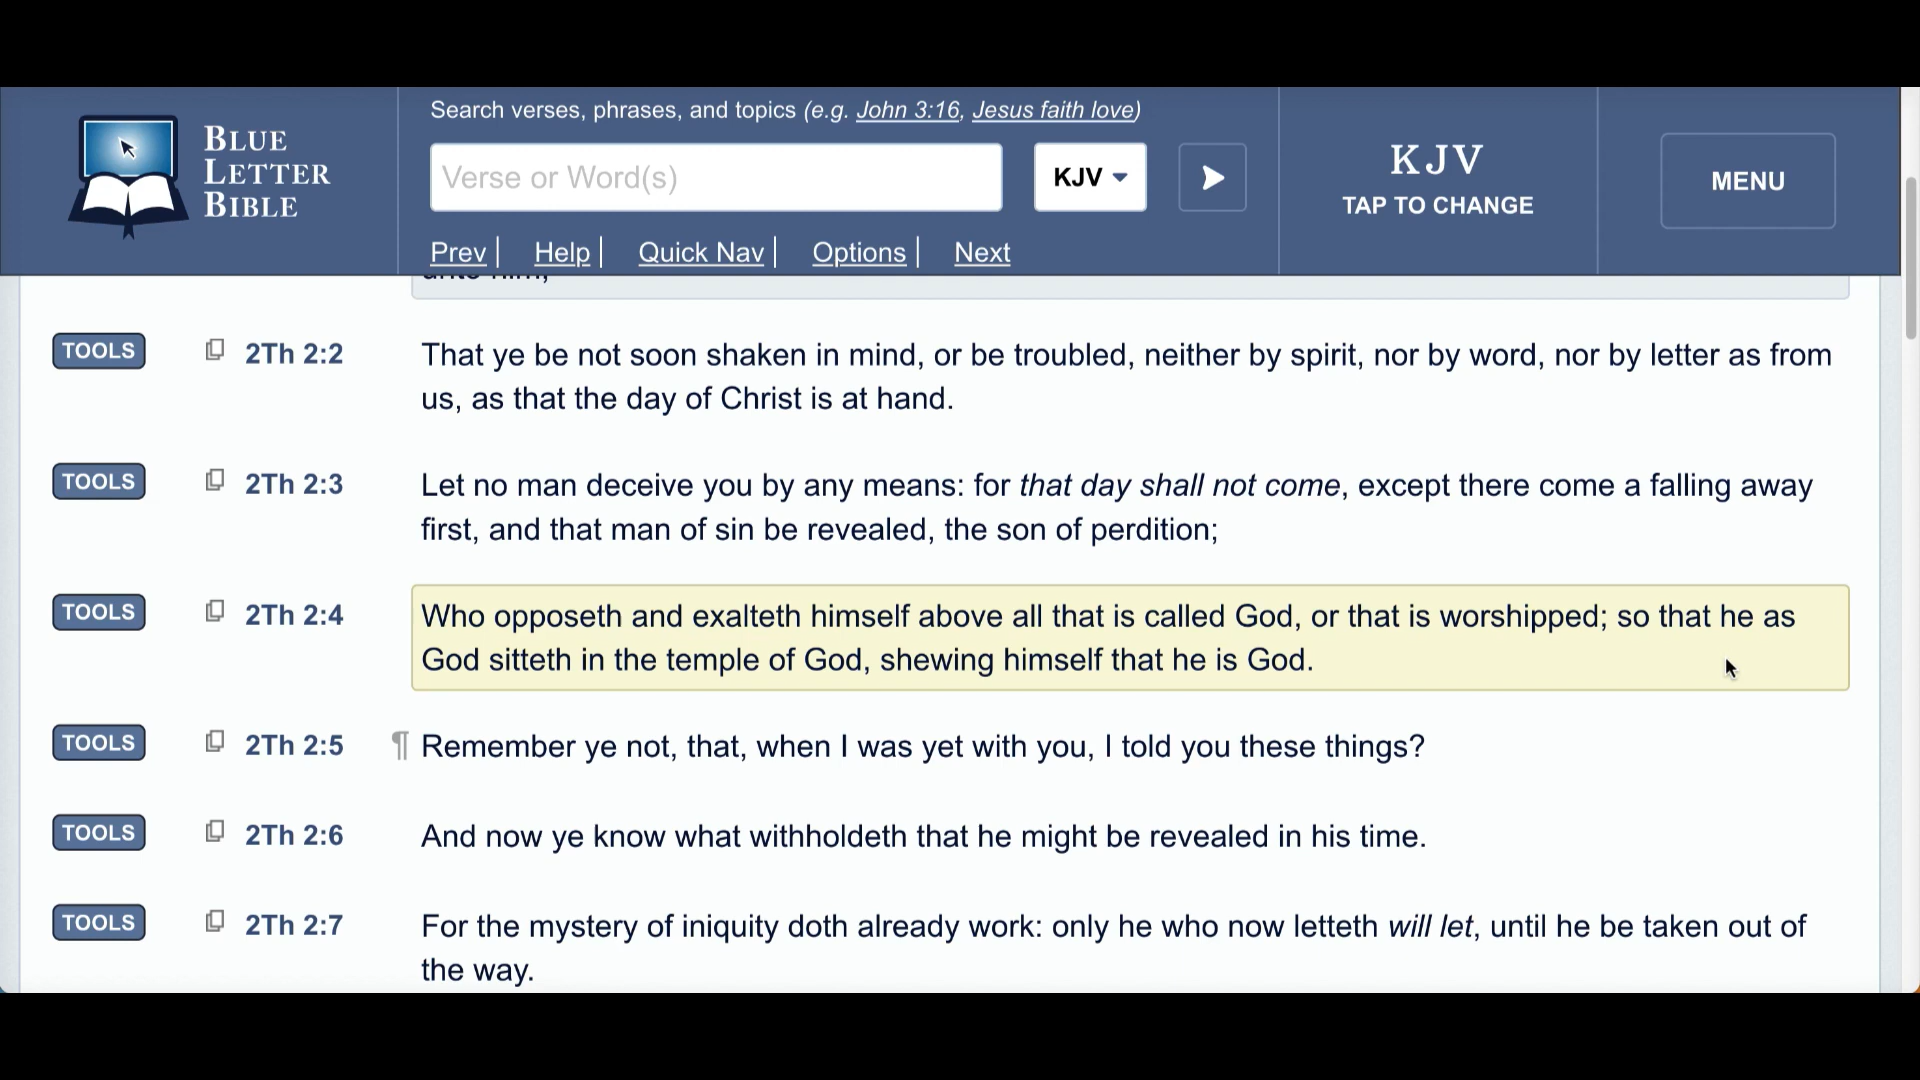 Search verses, phrases, and topics (e.g. John 3:16, Jesus faith love)
BLUE
LETTER
BIBLE
Verse or Word(s)
KJV
KJV
TAP TO CHANGE
MENU
Prev | Help | Quick Nav | Options | Next
unto him,
TOOLS 2Th 2:2 That ye be not soon shaken in mind, or be troubled, neither by spirit, nor by word, nor by letter as from
us, as that the day of Christ is at hand.
TOOLS 2Th 2:3 Let no man deceive you by any means: for that day shall not come, except there come a falling away
first, and that man of sin be revealed, the son of perdition;
TOOLS 2Th 2:4 Who opposeth and exalteth himself above all that is called God, or that is worshipped; so that he as
God sitteth in the temple of God, shewing himself that he is God.
TOOLS 2Th 2:5 ¶ Remember ye not, that, when I was yet with you, I told you these things?
TOOLS 2Th 2:6 And now ye know what withholdeth that he might be revealed in his time.
TOOLS 2Th 2:7 For the mystery of iniquity doth already work: only he who now letteth will let, until he be taken out of
the way.